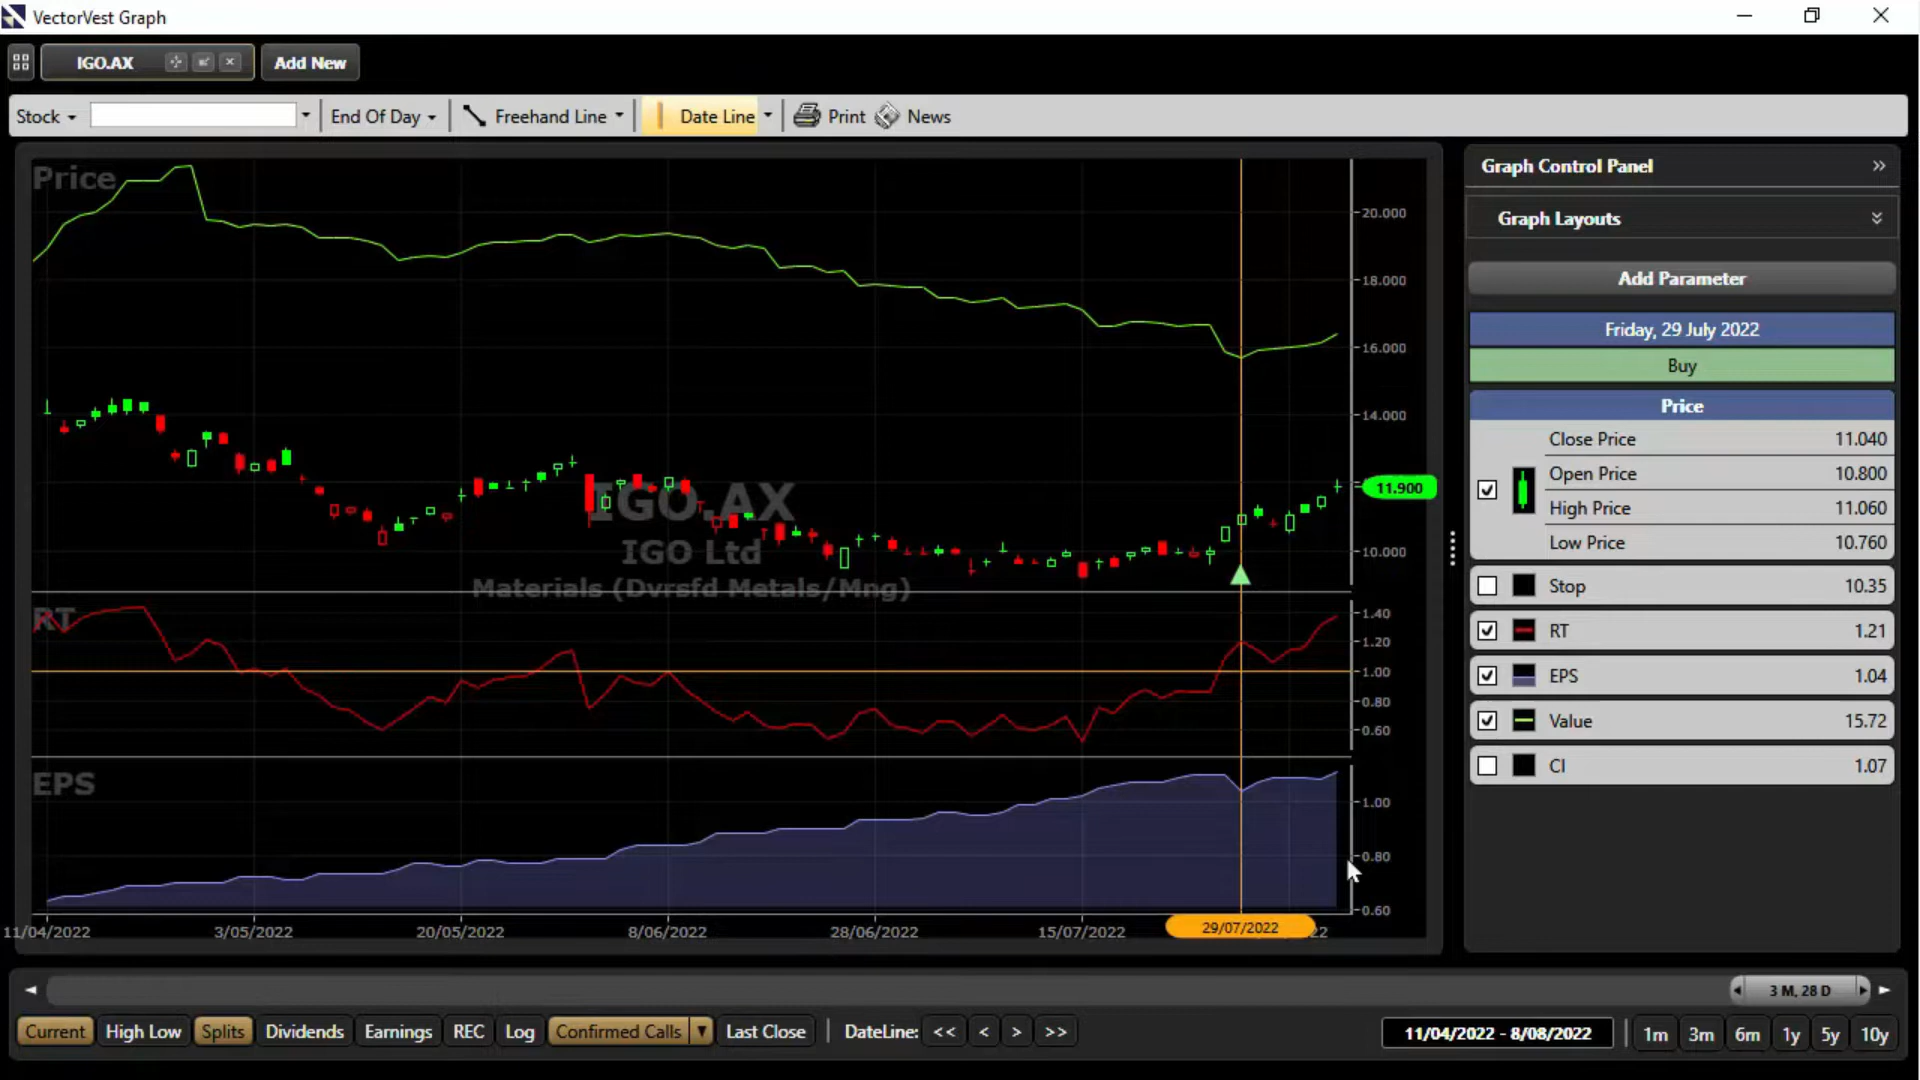 VectorVest Graph
IGO.AX
Add New
Stock
End Of Day
Freehand Line
Date Line
Print
News
Price
20.000
18.000
16.000
14.000
11.900
10.000
IGO.AX
IGO Ltd
Materials (Dvrsfd Metals/Mng)
RT
1.40
1.20
1.00
0.80
0.60
EPS
1.00
0.80
0.60
11/04/2022
3/05/2022
20/05/2022
8/06/2022
28/06/2022
15/07/2022
29/07/2022
Graph Control Panel
Graph Layouts
Add Parameter
Friday, 29 July 2022
Buy
Price
Close Price 11.040
Open Price 10.800
High Price 11.060
Low Price 10.760
Stop 10.35
RT 1.21
EPS 1.04
Value 15.72
CI 1.07
3 M, 28 D
Current
High Low
Splits
Dividends
Earnings
REC
Log
Confirmed Calls
Last Close
DateLine:
<<
<
>
>>
11/04/2022 - 8/08/2022
1m
3m
6m
1y
5y
10y